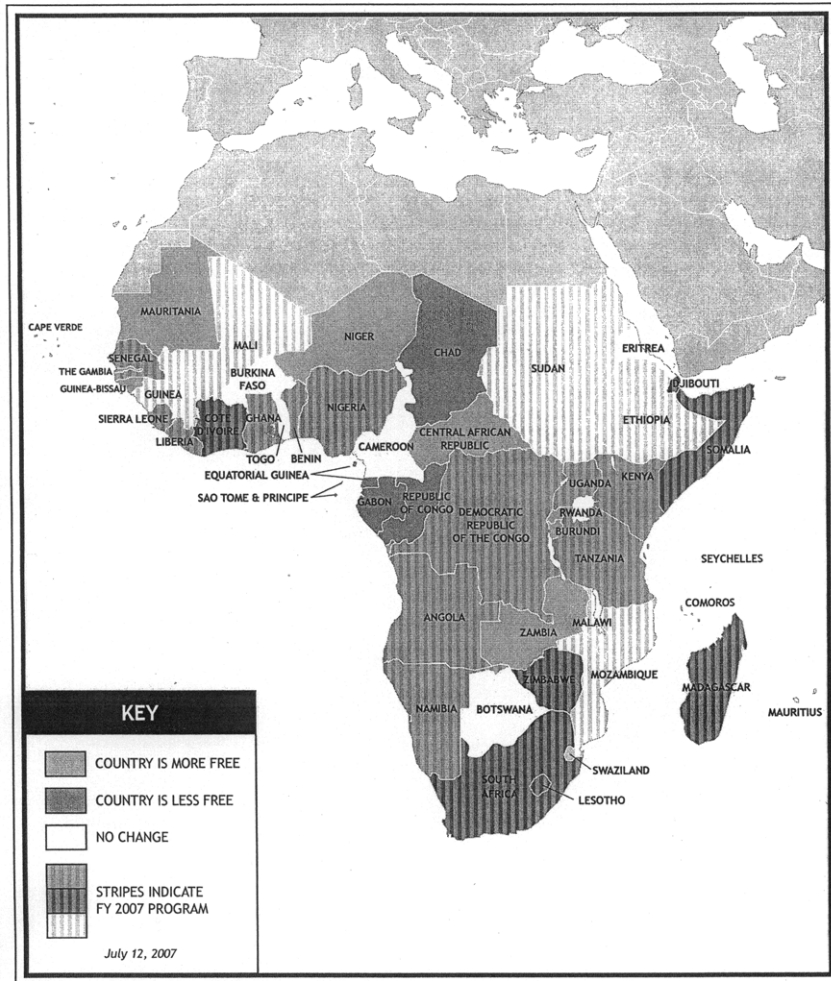 MAURITANIA
CAPE VERDE
MALI
NIGER
CHAD
SUDAN
ERITREA
SENEGAL
THE GAMBIA
GUINEA-BISSAU
GUINEA
BURKINA
FASO
NIGERIA
DJIBOUTI
SIERRA LEONE
LIBERIA
COTE
D'IVOIRE
GHANA
TOGO
BENIN
CAMEROON
CENTRAL AFRICAN
REPUBLIC
ETHIOPIA
SOMALIA
EQUATORIAL GUINEA
SAO TOME & PRINCIPE
GABON
REPUBLIC
OF CONGO
DEMOCRATIC
REPUBLIC
OF THE CONGO
UGANDA
KENYA
RWANDA
BURUNDI
TANZANIA
SEYCHELLES
COMOROS
ANGOLA
ZAMBIA
MALAWI
MOZAMBIQUE
ZIMBABWE
MADAGASCAR
MAURITIUS
NAMIBIA
BOTSWANA
SWAZILAND
SOUTH
AFRICA
LESOTHO
KEY
COUNTRY IS MORE FREE
COUNTRY IS LESS FREE
NO CHANGE
STRIPES INDICATE
FY 2007 PROGRAM
July 12, 2007